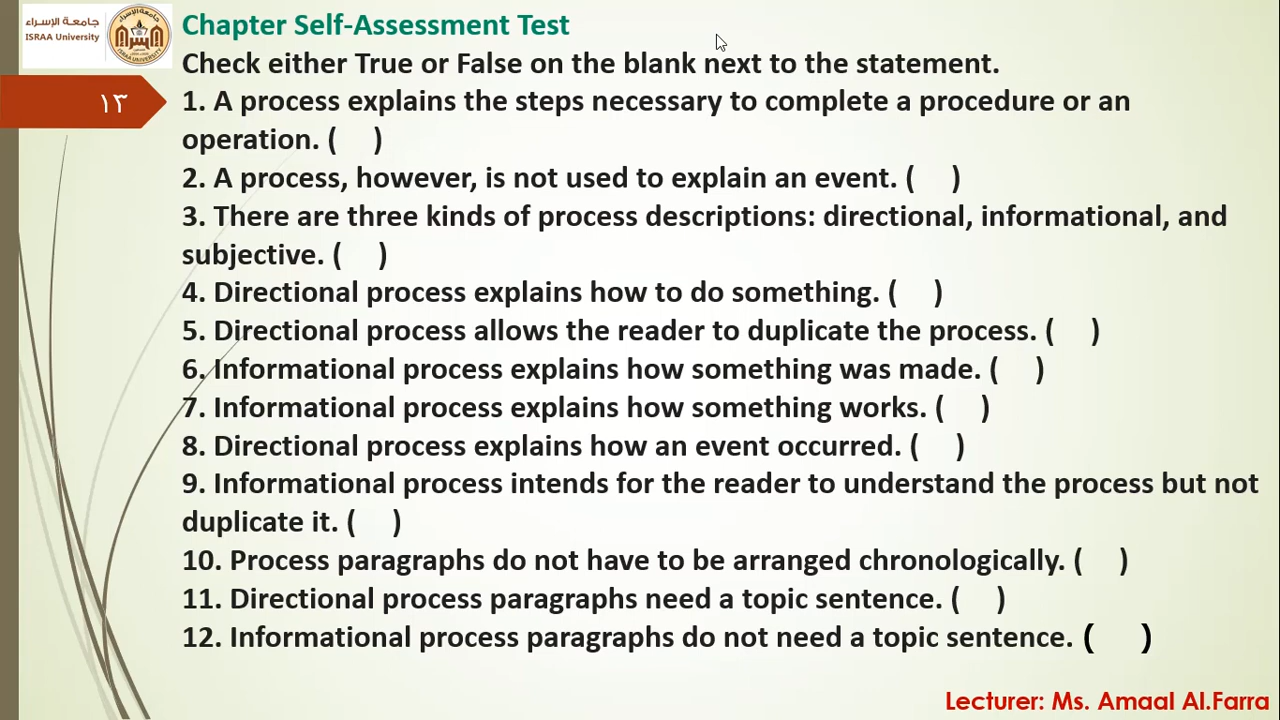 جامعة الإسراء
ISRAA University
١٣
Chapter Self-Assessment Test
Check either True or False on the blank next to the statement.
1. A process explains the steps necessary to complete a procedure or an
operation. ( )
2. A process, however, is not used to explain an event. ( )
3. There are three kinds of process descriptions: directional, informational, and
subjective. ( )
4. Directional process explains how to do something. ( )
5. Directional process allows the reader to duplicate the process. ( )
6. Informational process explains how something was made. ( )
7. Informational process explains how something works. ( )
8. Directional process explains how an event occurred. ( )
9. Informational process intends for the reader to understand the process but not
duplicate it. ( )
10. Process paragraphs do not have to be arranged chronologically. ( )
11. Directional process paragraphs need a topic sentence. ( )
12. Informational process paragraphs do not need a topic sentence. ( )
Lecturer: Ms. Amaal Al.Farra